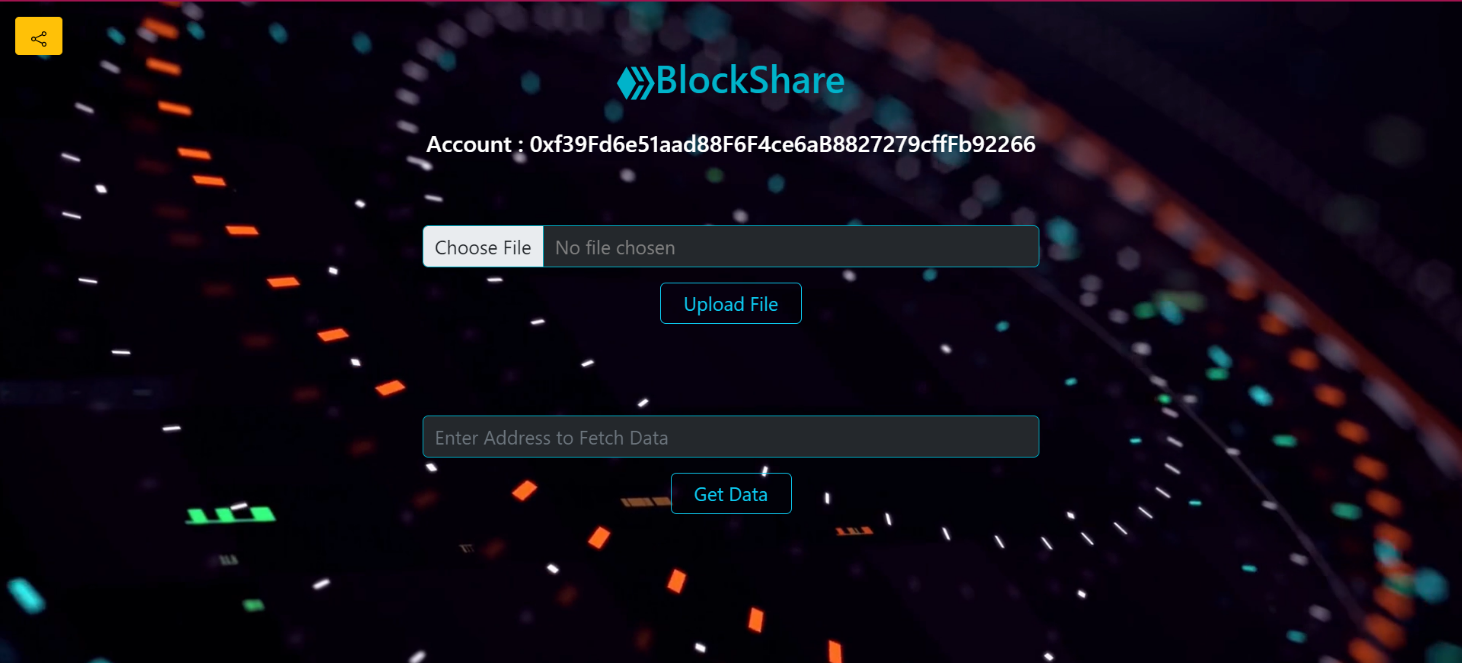 BlockShare
Account : 0xf39Fd6e51aad88F6F4ce6aB8827279cffFb92266
Choose File No file chosen
Upload File
Enter Address to Fetch Data
Get Data